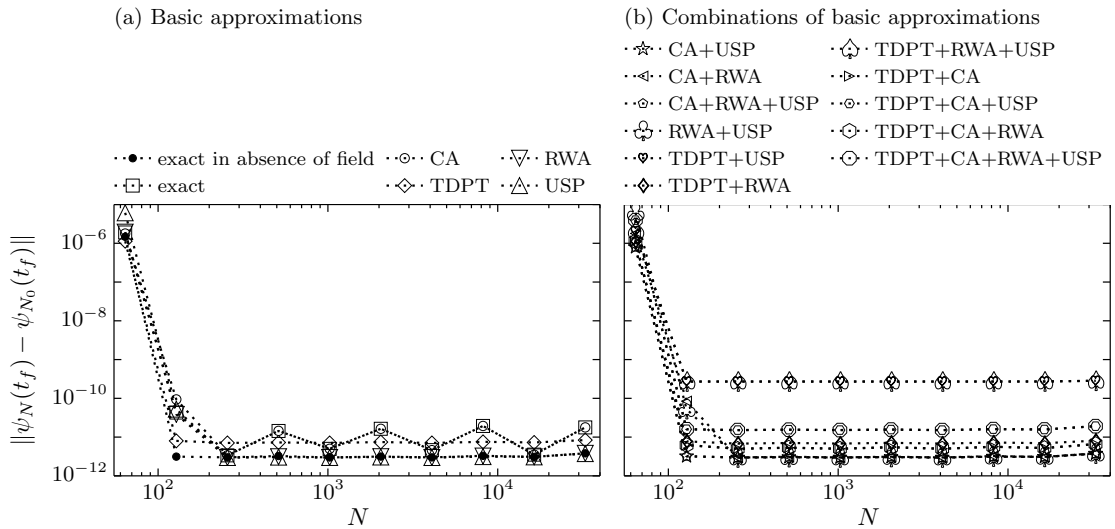 (a) Basic approximations
exact in absence of field
exact
CA
TDPT
RWA
USP
‖ψ_N(t_f) − ψ_{N_0}(t_f)‖
10^{−6}
10^{−8}
10^{−10}
10^{−12}
10^2
10^3
10^4
N
(b) Combinations of basic approximations
CA+USP
CA+RWA
CA+RWA+USP
RWA+USP
TDPT+USP
TDPT+RWA
TDPT+RWA+USP
TDPT+CA
TDPT+CA+USP
TDPT+CA+RWA
TDPT+CA+RWA+USP
10^2
10^3
10^4
N